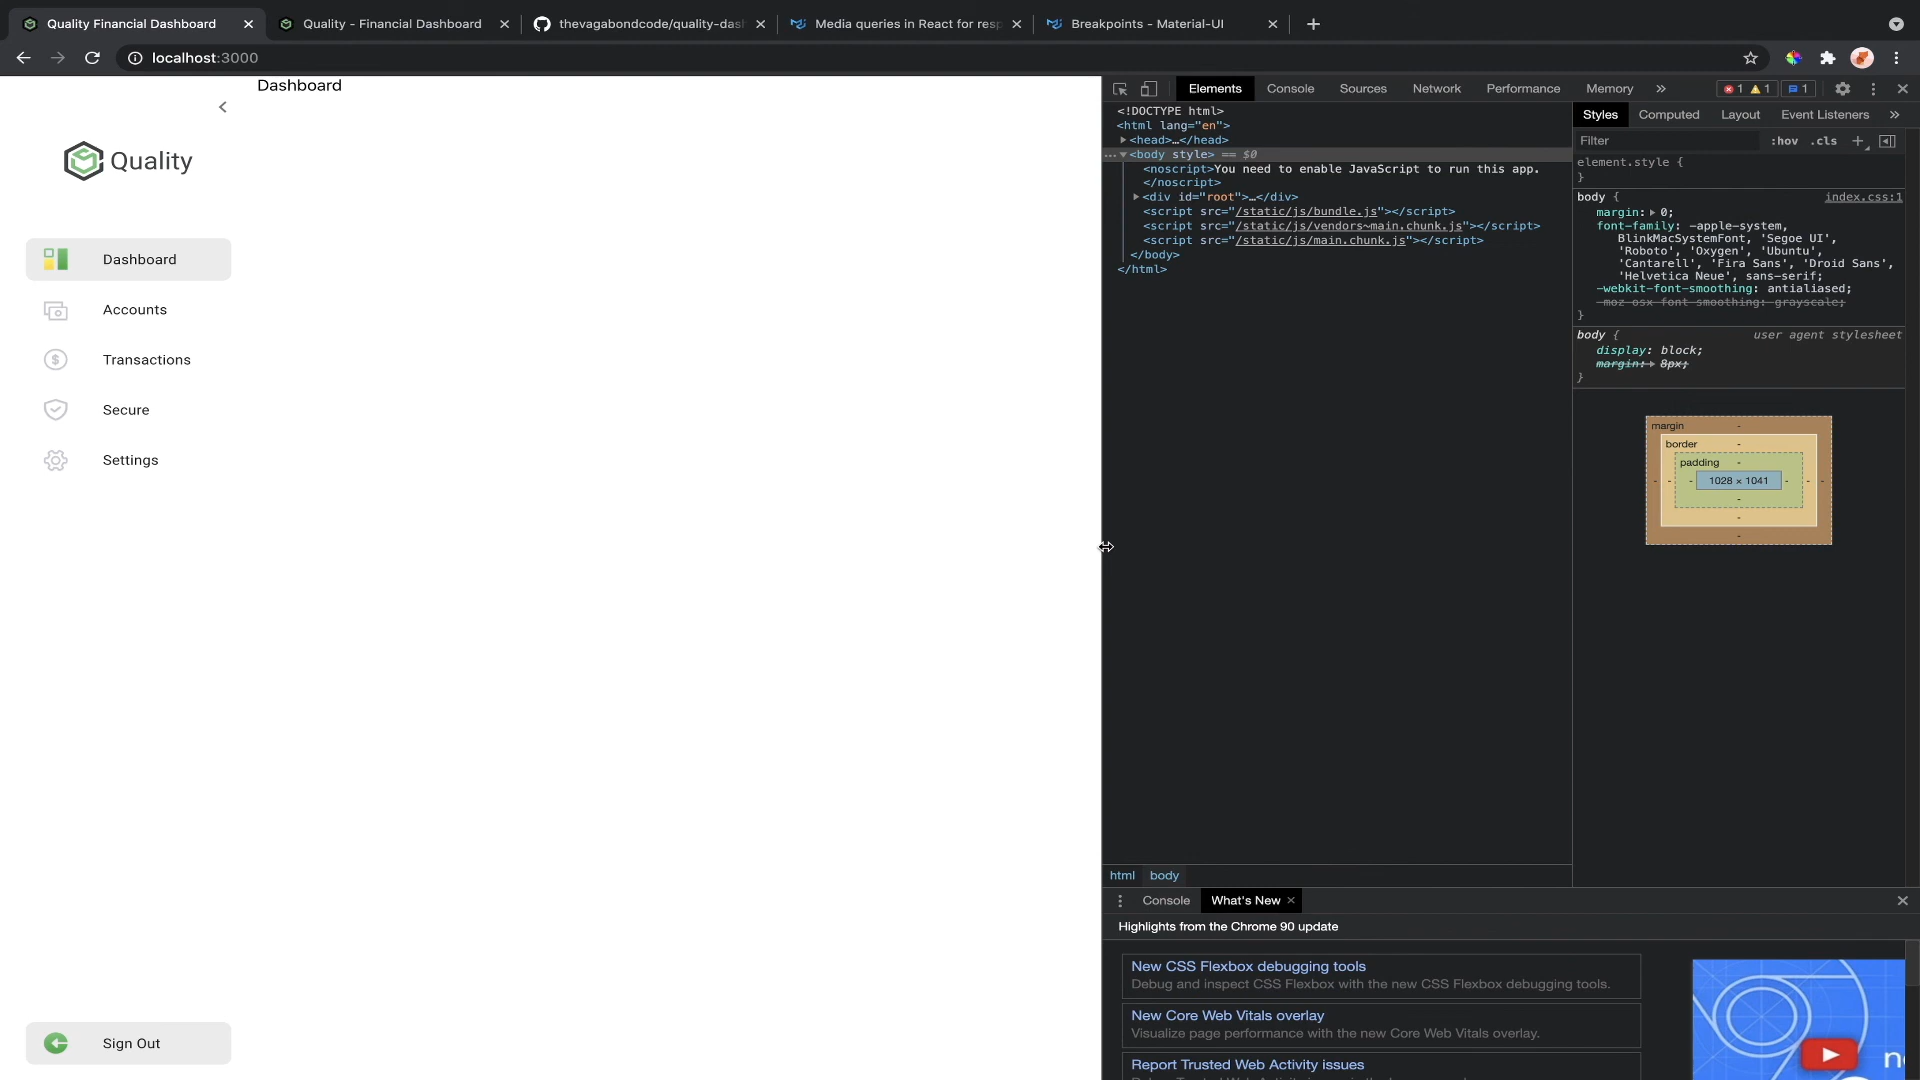 Quality Financial Dashboard
Quality - Financial Dashboard
thevagabondcode/quality-dash
Media queries in React for resp
Breakpoints - Material-UI
localhost:3000
Dashboard
Quality
Dashboard
Accounts
Transactions
Secure
Settings
Sign Out
Elements Console Sources Network Performance Memory » 1 1 1
<!DOCTYPE html>
<html lang="en">
<head>…</head>
<body style> == $0
<noscript>You need to enable JavaScript to run this app.
</noscript>
<div id="root">…</div>
<script src="/static/js/bundle.js"></script>
<script src="/static/js/vendors~main.chunk.js"></script>
<script src="/static/js/main.chunk.js"></script>
</body>
</html>
html body
Styles Computed Layout Event Listeners »
Filter :hov .cls +
element.style {
}
body { index.css:1
margin: 0;
font-family: -apple-system,
BlinkMacSystemFont, 'Segoe UI',
'Roboto', 'Oxygen', 'Ubuntu',
'Cantarell', 'Fira Sans', 'Droid Sans',
'Helvetica Neue', sans-serif;
-webkit-font-smoothing: antialiased;
-moz-osx-font-smoothing: grayscale;
}
body { user agent stylesheet
display: block;
margin: 8px;
}
margin -
border -
padding -
- - - 1028 × 1041 - - -
-
-
-
Console What's New ×
Highlights from the Chrome 90 update
New CSS Flexbox debugging tools
Debug and inspect CSS Flexbox with the new CSS Flexbox debugging tools.
New Core Web Vitals overlay
Visualize page performance with the new Core Web Vitals overlay.
Report Trusted Web Activity issues